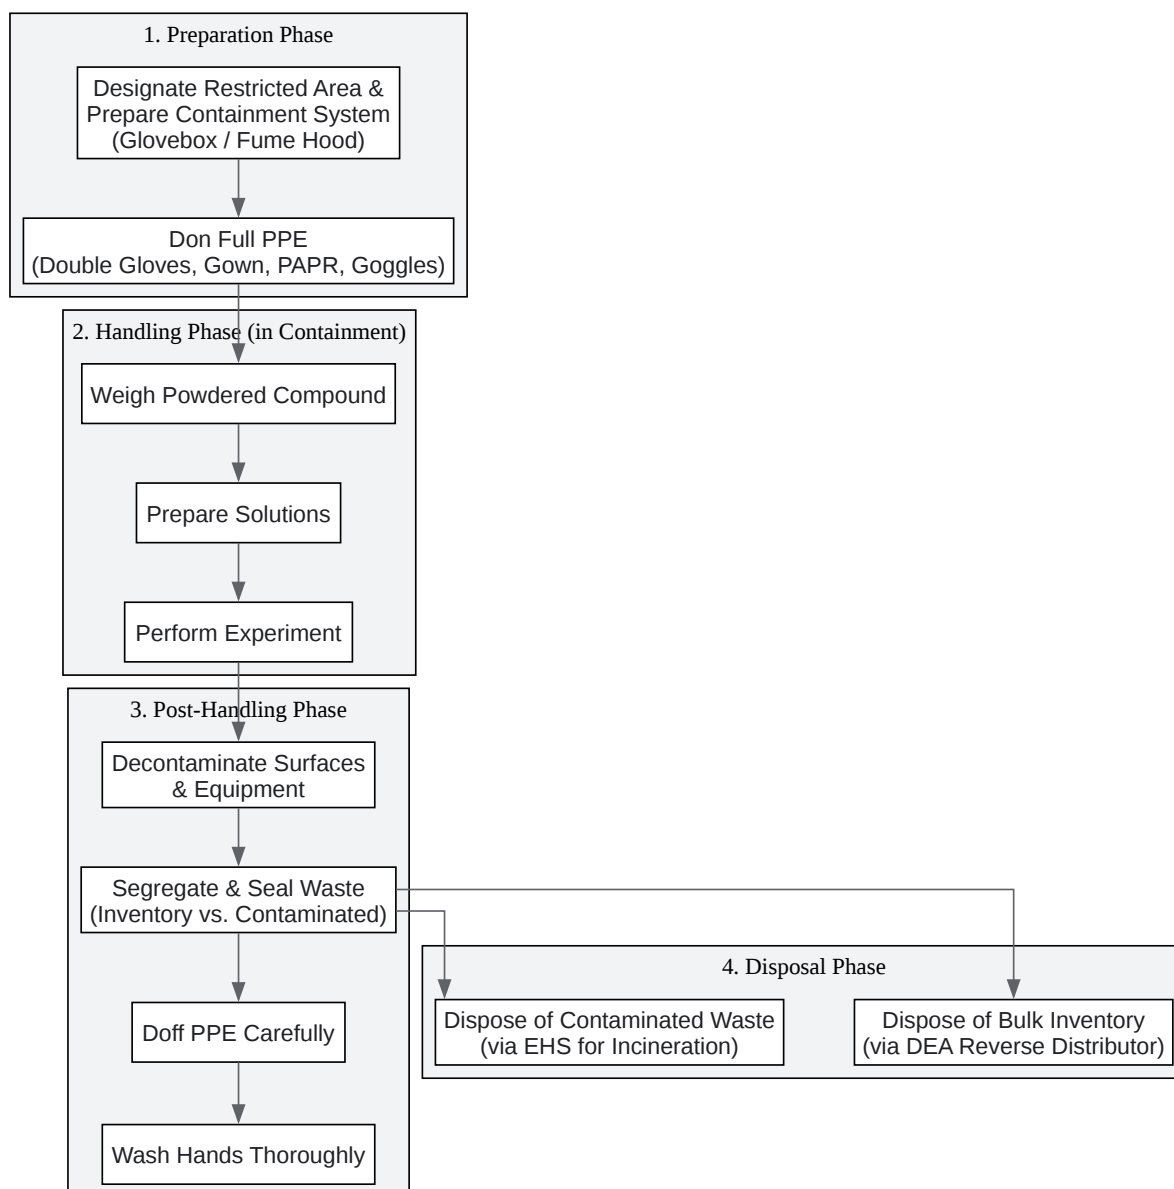 1. Preparation Phase
Designate Restricted Area &
Prepare Containment System
(Glovebox / Fume Hood)
Don Full PPE
(Double Gloves, Gown, PAPR, Goggles)
2. Handling Phase (in Containment)
Weigh Powdered Compound
Prepare Solutions
Perform Experiment
3. Post-Handling Phase
Decontaminate Surfaces
& Equipment
Segregate & Seal Waste
(Inventory vs. Contaminated)
Doff PPE Carefully
Wash Hands Thoroughly
4. Disposal Phase
Dispose of Contaminated Waste
(via EHS for Incineration)
Dispose of Bulk Inventory
(via DEA Reverse Distributor)